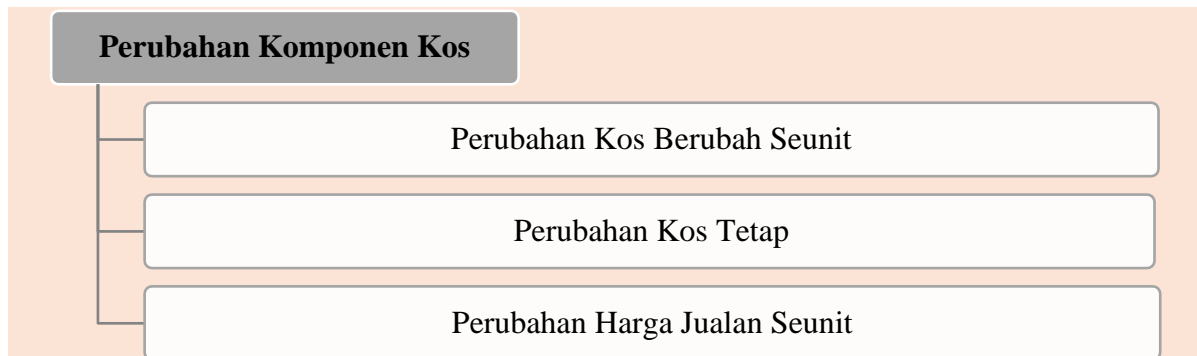 Perubahan Komponen Kos
Perubahan Kos Berubah Seunit
Perubahan Kos Tetap
Perubahan Harga Jualan Seunit